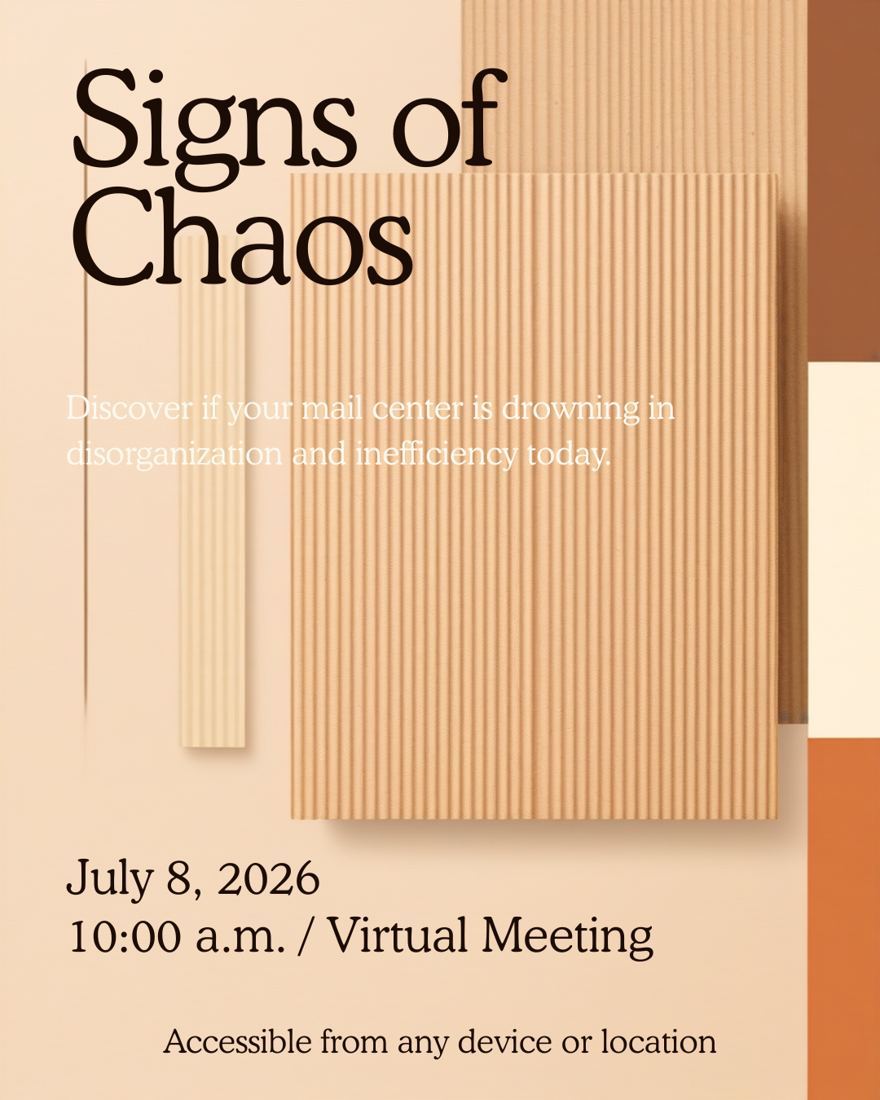 Signs of
Chaos
Discover if your mail center is drowning in
disorganization and inefficiency today.
July 8, 2026
10:00 a.m. / Virtual Meeting
Accessible from any device or location